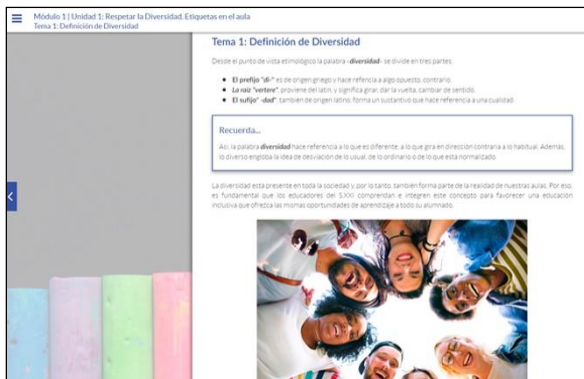 Módulo 1 | Unidad 1: Respetar la Diversidad. Etiquetas en el aula
Tema 1: Definición de Diversidad
Tema 1: Definición de Diversidad
Desde el punto de vista etimológico la palabra -diversidad- se divide en tres partes:
El prefijo "di-" es de origen griego y hace refencia a algo opuesto, contrario.
La raíz "vertere", proviene del latín, y significa girar, dar la vuelta, cambiar de sentido.
El sufijo" -dad", también de origen latino, forma un sustantivo que hace referencia a una cualidad.
Recuerda...
Así, la palabra diversidad hace referencia a lo que es diferente, a lo que gira en dirección contraria a lo habitual. Además,
lo diverso engloba la idea de desviación de lo usual, de lo ordinario o de lo que está normalizado.
La diversidad está presente en toda la sociedad y, por lo tanto, también forma parte de la realidad de nuestras aulas. Por eso
es fundamental que los educadores del S.XXI comprendan e integren este concepto para favorecer una educación
inclusiva que ofrezca las mismas oportunidades de aprendizaje a todo su alumnado.